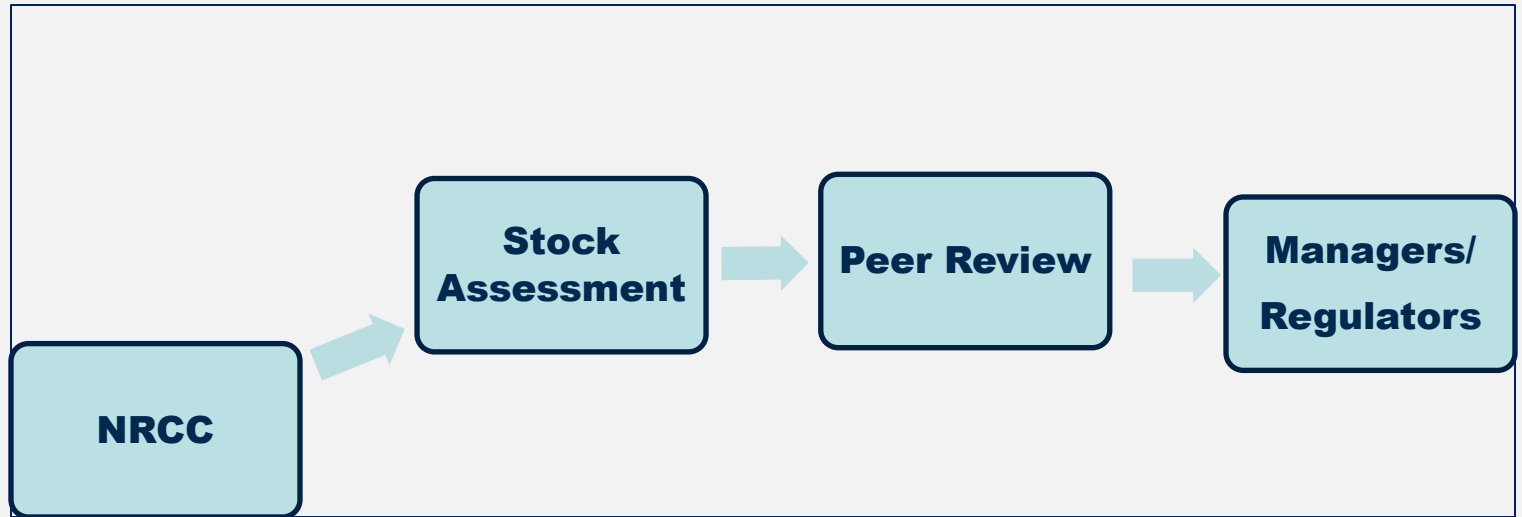 NRCC
Stock
Assessment
Peer Review
Managers/
Regulators